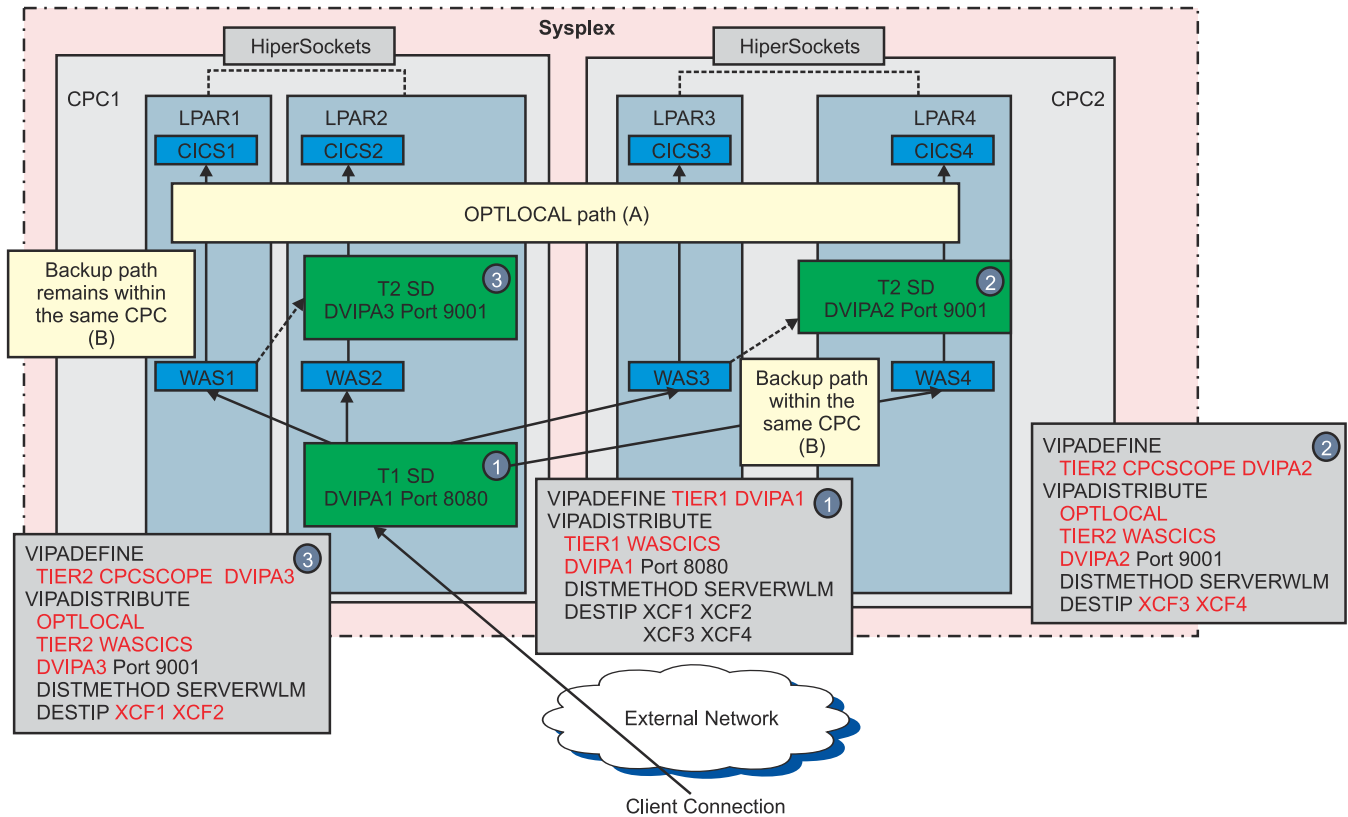 Sysplex
HiperSockets
HiperSockets
CPC1
CPC2
LPAR1
LPAR2
LPAR3
LPAR4
CICS1
CICS2
CICS3
CICS4
OPTLOCAL path (A)
Backup path
remains within
the same CPC
(B)
T2 SD
DVIPA3 Port 9001
3
T2 SD
DVIPA2 Port 9001
2
WAS1
WAS2
WAS3
WAS4
Backup path
within the
same CPC
(B)
T1 SD
DVIPA1 Port 8080
1
VIPADEFINE
TIER2 CPCSCOPE DVIPA3
VIPADISTRIBUTE
OPTLOCAL
TIER2 WASCICS
DVIPA3 Port 9001
DISTMETHOD SERVERWLM
DESTIP XCF1 XCF2
3
VIPADEFINE TIER1 DVIPA1
VIPADISTRIBUTE
TIER1 WASCICS
DVIPA1 Port 8080
DISTMETHOD SERVERWLM
DESTIP XCF1 XCF2
XCF3 XCF4
1
VIPADEFINE
TIER2 CPCSCOPE DVIPA2
VIPADISTRIBUTE
OPTLOCAL
TIER2 WASCICS
DVIPA2 Port 9001
DISTMETHOD SERVERWLM
DESTIP XCF3 XCF4
2
External Network
Client Connection